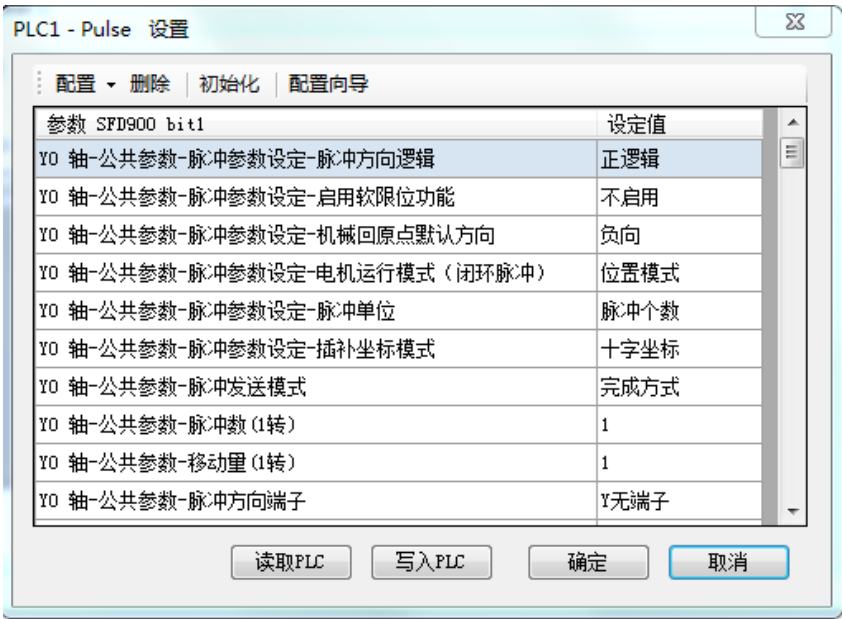 PLC1 - Pulse 设置
配置 删除 初始化 配置向导
参数 SFD900 bit1 设定值
Y0 轴-公共参数-脉冲参数设定-脉冲方向逻辑 正逻辑
Y0 轴-公共参数-脉冲参数设定-启用软限位功能 不启用
Y0 轴-公共参数-脉冲参数设定-机械回原点默认方向 负向
Y0 轴-公共参数-脉冲参数设定-电机运行模式（闭环脉冲） 位置模式
Y0 轴-公共参数-脉冲参数设定-脉冲单位 脉冲个数
Y0 轴-公共参数-脉冲参数设定-插补坐标模式 十字坐标
Y0 轴-公共参数-脉冲发送模式 完成方式
Y0 轴-公共参数-脉冲数(1转) 1
Y0 轴-公共参数-移动量(1转) 1
Y0 轴-公共参数-脉冲方向端子 Y无端子
读取PLC 写入PLC 确定 取消